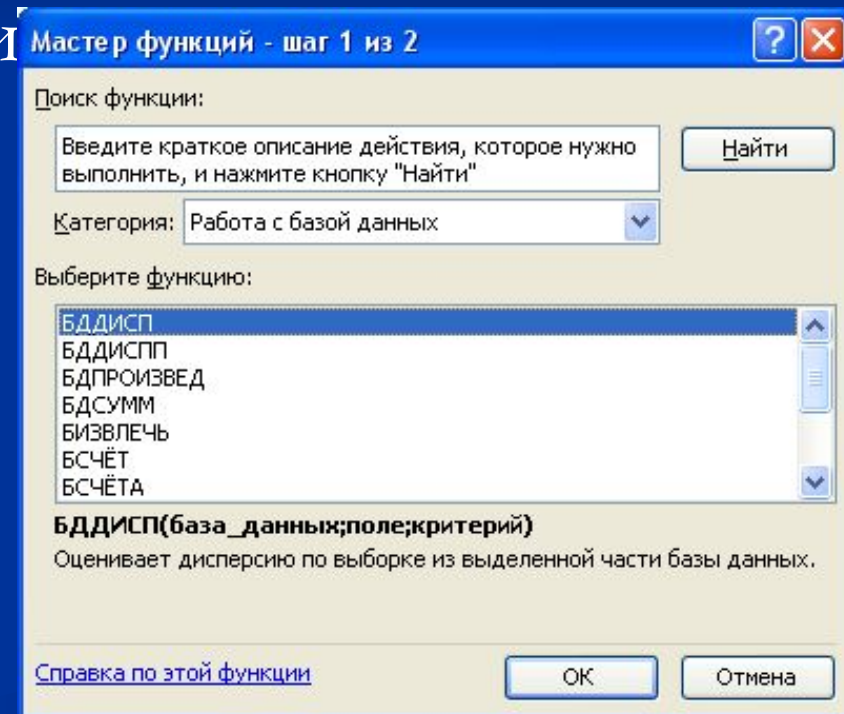 И
Мастер функций - шаг 1 из 2
Поиск функции:
Введите краткое описание действия, которое нужно
выполнить, и нажмите кнопку "Найти"
Найти
Категория: Работа с базой данных
Выберите функцию:
БДДИСП
БДДИСПП
БДПРОИЗВЕД
БДСУММ
БИЗВЛЕЧЬ
БСЧЁТ
БСЧЁТА
БДДИСП(база_данных;поле;критерий)
Оценивает дисперсию по выборке из выделенной части базы данных.
Справка по этой функции
ОК
Отмена